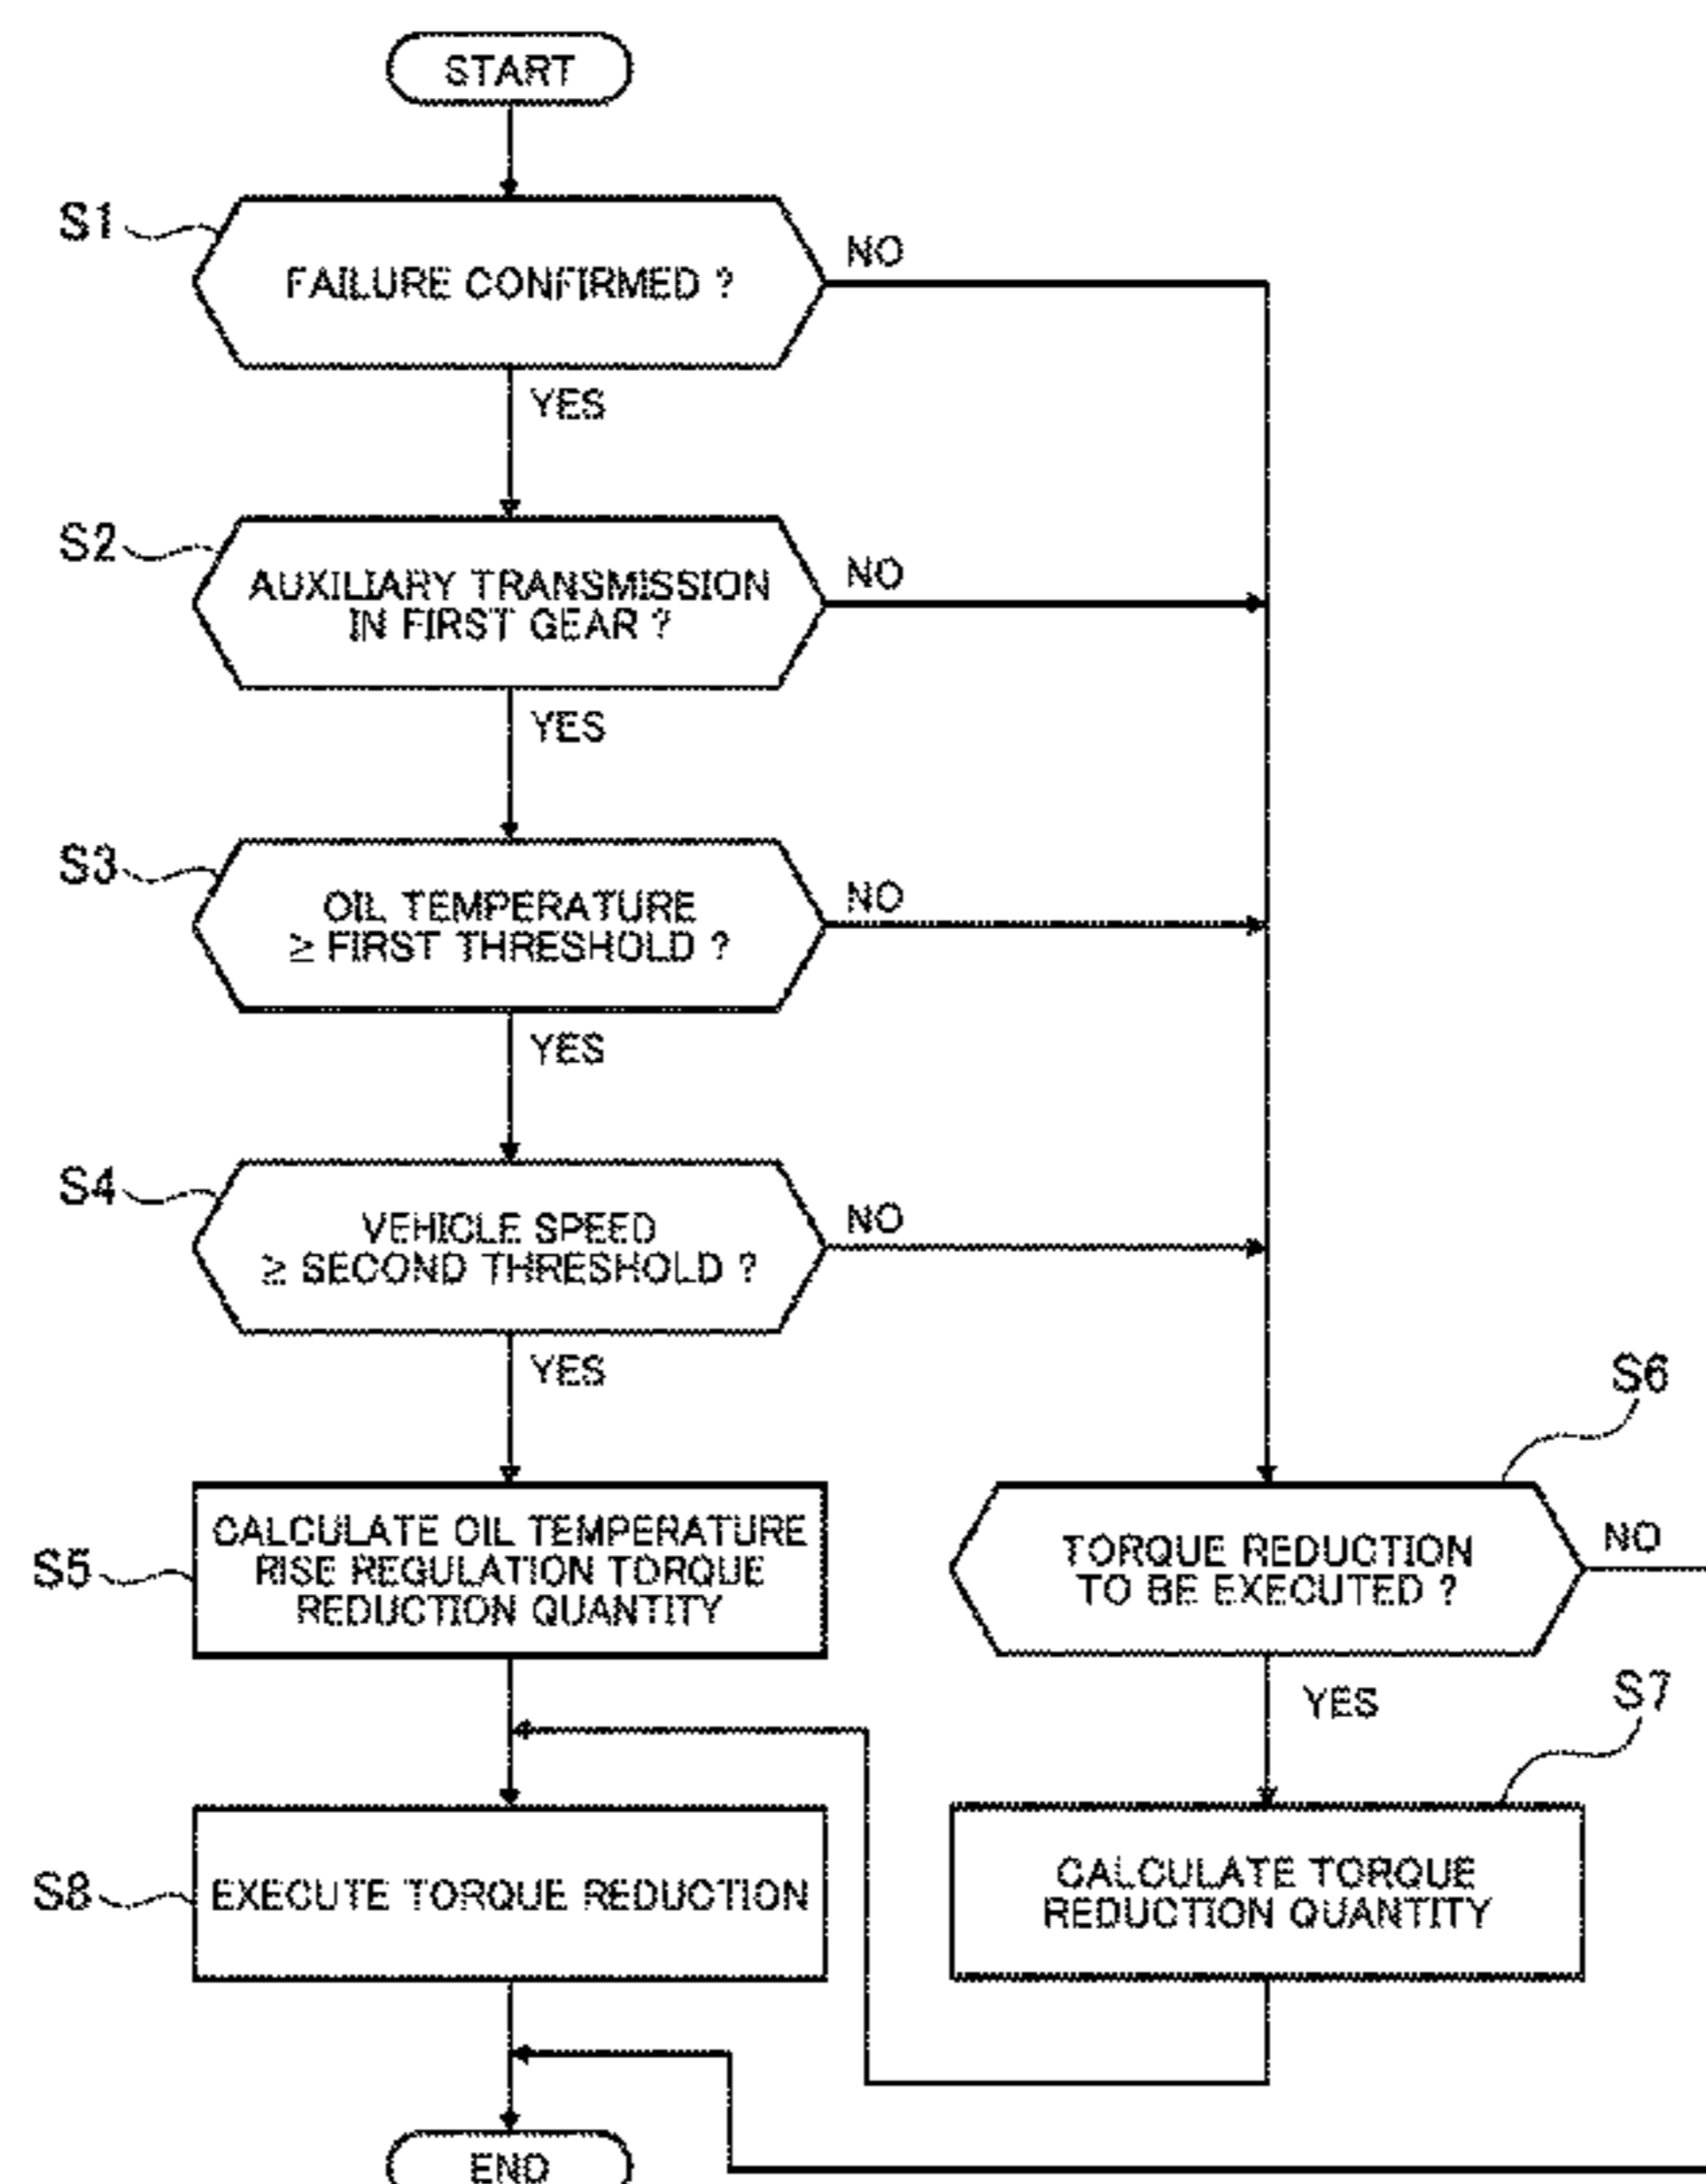 START
S1
FAILURE CONFIRMED ?
NO
YES
S2
AUXILIARY TRANSMISSION
IN FIRST GEAR ?
NO
YES
S3
OIL TEMPERATURE
≥ FIRST THRESHOLD ?
NO
YES
S4
VEHICLE SPEED
≥ SECOND THRESHOLD ?
NO
YES
S5
CALCULATE OIL TEMPERATURE
RISE REGULATION TORQUE
REDUCTION QUANTITY
S6
TORQUE REDUCTION
TO BE EXECUTED ?
NO
YES
S7
CALCULATE TORQUE
REDUCTION QUANTITY
S8
EXECUTE TORQUE REDUCTION
END